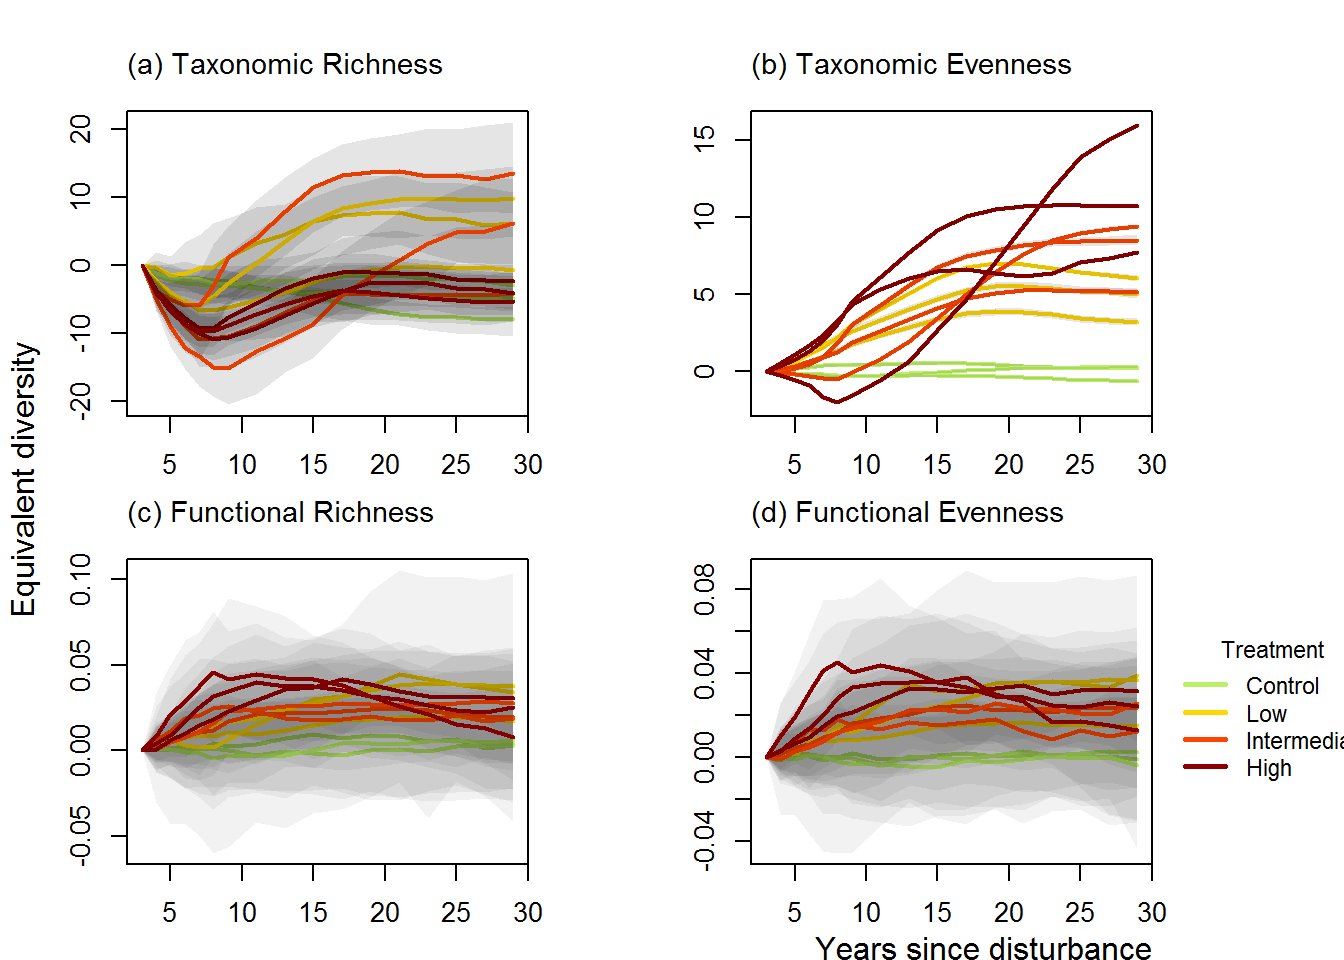 (a) Taxonomic Richness
20
10
0
-10
-20
5 10 15 20 25 30
(b) Taxonomic Evenness
15
10
5
0
5 10 15 20 25 30
Equivalent diversity
(c) Functional Richness
0.10
0.05
0.00
-0.05
5 10 15 20 25 30
(d) Functional Evenness
0.08
0.04
0.00
-0.04
5 10 15 20 25 30
Years since disturbance
Treatment
Control
Low
Intermedia
High